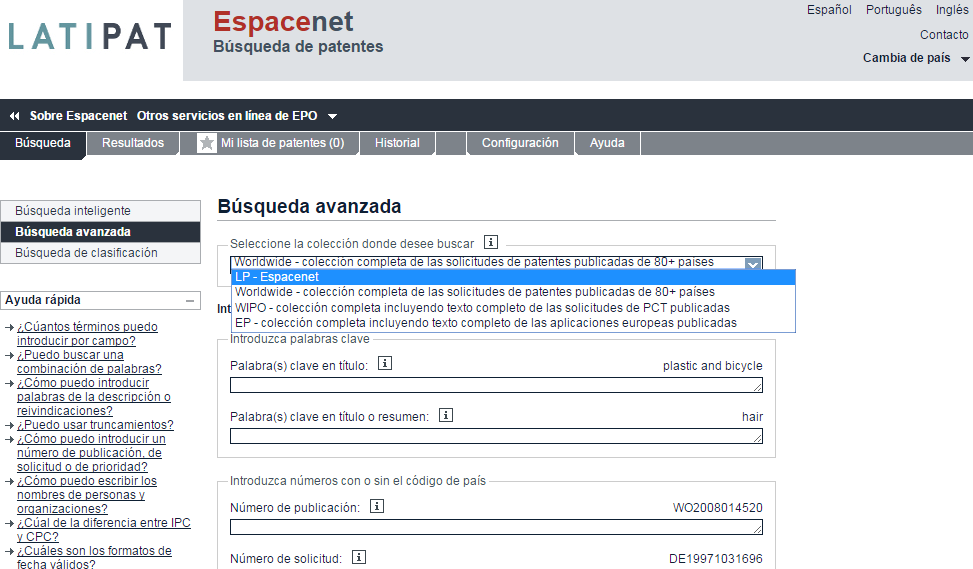 LATIPAT
Espacenet
Búsqueda de patentes
Español Português Inglés
Contacto
Cambia de país
Sobre Espacenet Otros servicios en línea de EPO
Búsqueda Resultados Mi lista de patentes (0) Historial Configuración Ayuda
Búsqueda inteligente
Búsqueda avanzada
Búsqueda de clasificación
Ayuda rápida
¿Cúantos términos puedo
introducir por campo?
¿Puedo buscar una
combinación de palabras?
¿Cómo puedo introducir
palabras de la descripción o
reivindicaciones?
¿Puedo usar truncamientos?
¿Cómo puedo introducir un
número de publicación, de
solicitud o de prioridad?
¿Cómo puedo escribir los
nombres de personas y
organizaciones?
¿Cúal de la diferencia entre IPC
y CPC?
¿Cuáles son los formatos de
fecha válidos?
Búsqueda avanzada
Seleccione la colección donde desee buscar
Worldwide - colección completa de las solicitudes de patentes publicadas de 80+ países
LP - Espacenet
Worldwide - colección completa de las solicitudes de patentes publicadas de 80+ países
WIPO - colección completa incluyendo texto completo de las solicitudes de PCT publicadas
EP - colección completa incluyendo texto completo de las aplicaciones europeas publicadas
Int
Introduzca palabras clave
Palabra(s) clave en título: plastic and bicycle
Palabra(s) clave en título o resumen: hair
Introduzca números con o sin el código de país
Número de publicación: WO2008014520
Número de solicitud: DE19971031696